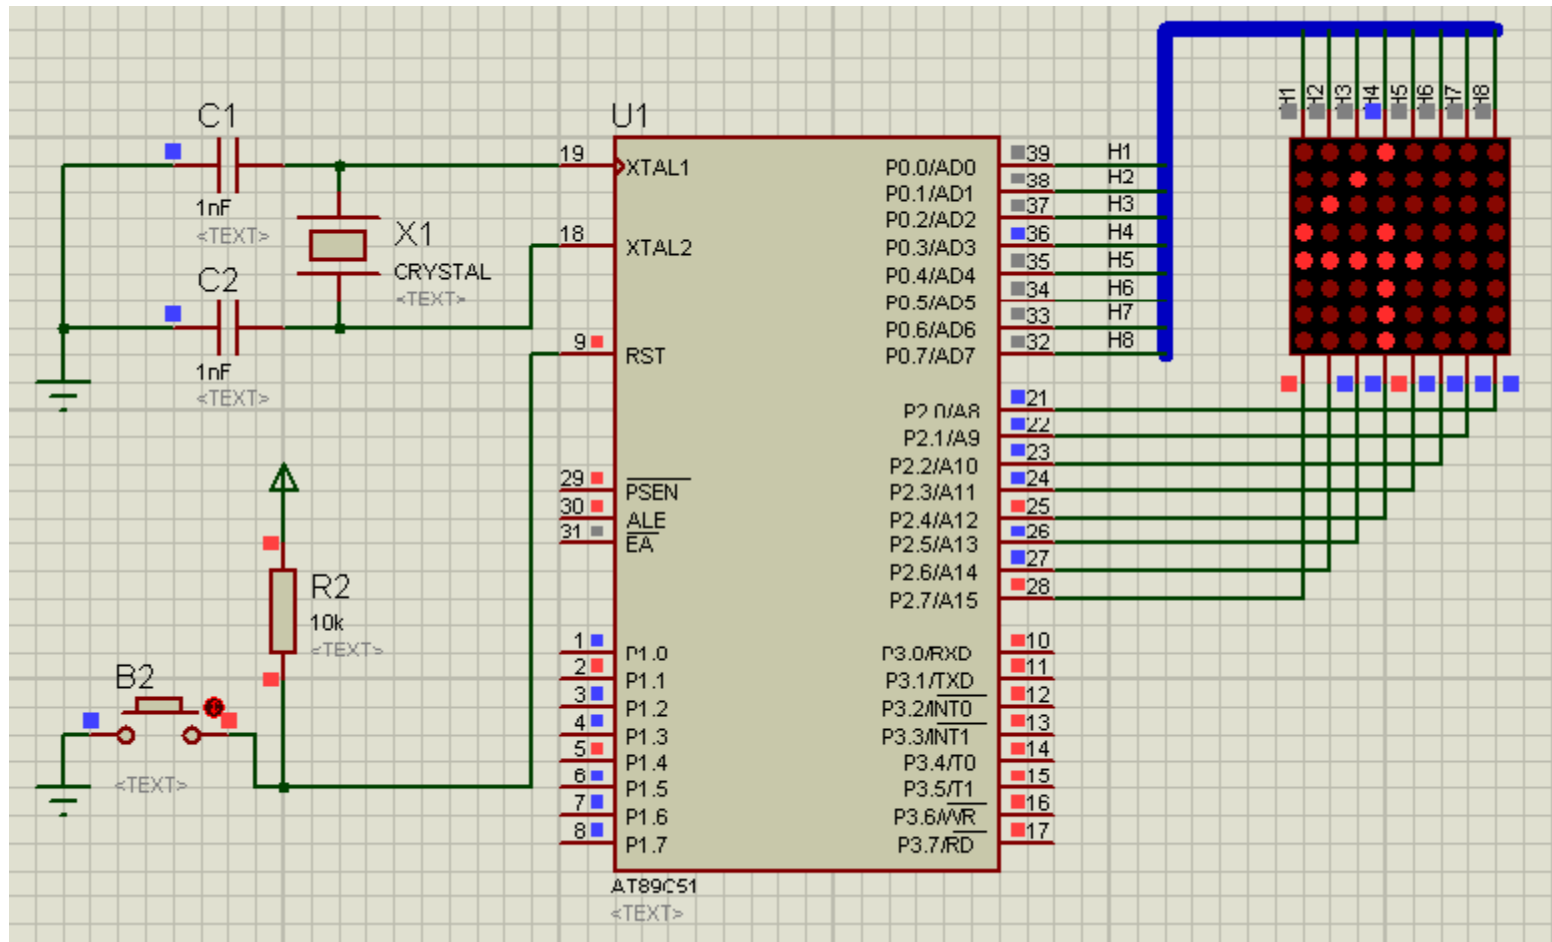 C1
1nF
<TEXT>
X1
CRYSTAL
<TEXT>
C2
1nF
<TEXT>
R2
10k
<TEXT>
B2
<TEXT>
U1
19 XTAL1
18 XTAL2
9 RST
29 PSEN
30 ALE
31 EA
1 P1.0
2 P1.1
3 P1.2
4 P1.3
5 P1.4
6 P1.5
7 P1.6
8 P1.7
P0.0/AD0 39 H1
P0.1/AD1 38 H2
P0.2/AD2 37 H3
P0.3/AD3 36 H4
P0.4/AD4 35 H5
P0.5/AD5 34 H6
P0.6/AD6 33 H7
P0.7/AD7 32 H8
P2.0/A8 21
P2.1/A9 22
P2.2/A10 23
P2.3/A11 24
P2.4/A12 25
P2.5/A13 26
P2.6/A14 27
P2.7/A15 28
P3.0/RXD 10
P3.1/TXD 11
P3.2/INT0 12
P3.3/INT1 13
P3.4/T0 14
P3.5/T1 15
P3.6/WR 16
P3.7/RD 17
AT89C51
<TEXT>
H1 H2 H3 H4 H5 H6 H7 H8